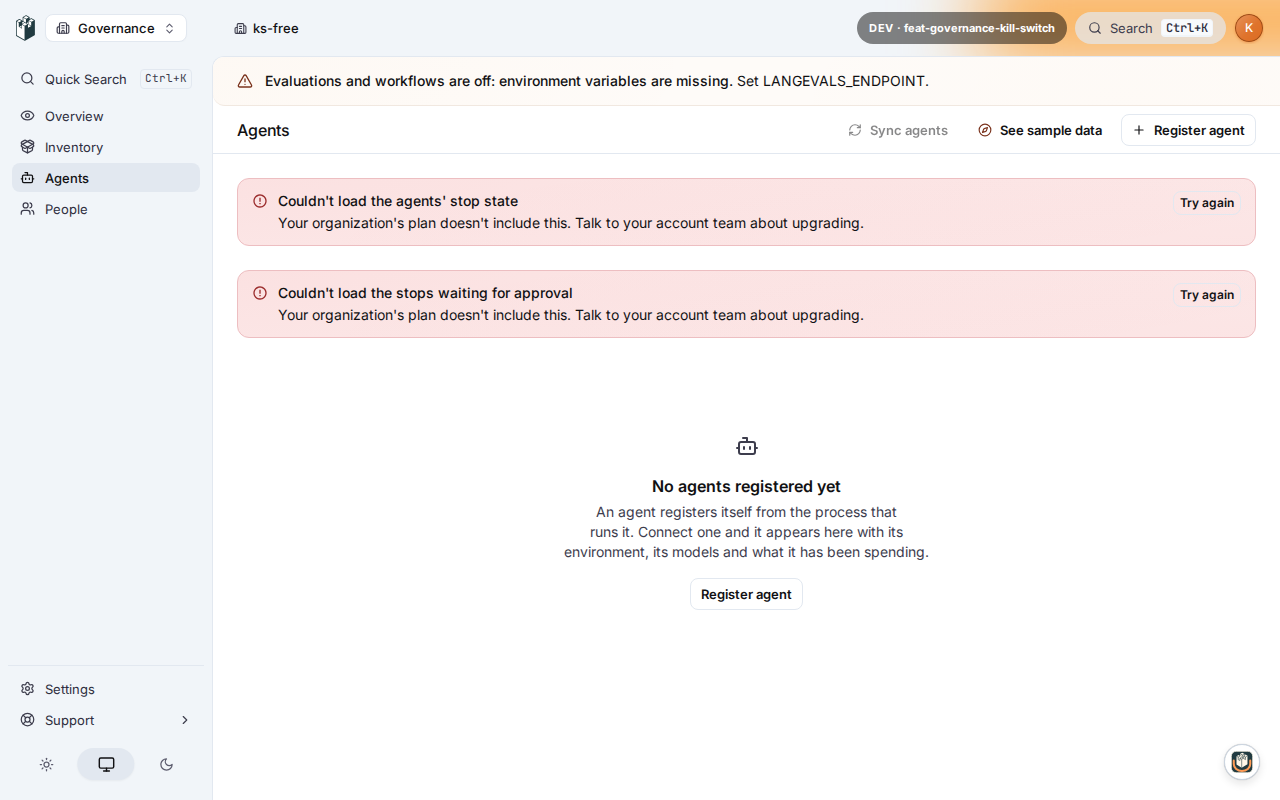 Governance
ks-free
DEV · feat-governance-kill-switch
Search Ctrl+K
K
Quick Search Ctrl+K
Overview
Inventory
Agents
People
Evaluations and workflows are off: environment variables are missing. Set LANGEVALS_ENDPOINT.
Agents
Sync agents
See sample data
Register agent
Couldn't load the agents' stop state
Your organization's plan doesn't include this. Talk to your account team about upgrading.
Try again
Couldn't load the stops waiting for approval
Your organization's plan doesn't include this. Talk to your account team about upgrading.
Try again
No agents registered yet
An agent registers itself from the process that
runs it. Connect one and it appears here with its
environment, its models and what it has been spending.
Register agent
Settings
Support